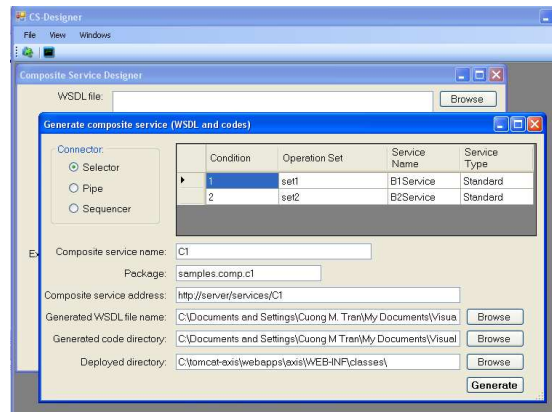 CS-Designer
File View Windows
Composite Service Designer
WSDL file: Browse
Generate composite service (WSDL and codes)
Connector:
Selector
Pipe
Sequencer
Condition Operation Set Service Name Service Type
1 set1 B1Service Standard
2 set2 B2Service Standard
Ex
Composite service name: C1
Package: samples.comp.c1
Composite service address: http://server/services/C1
Generated WSDL file name: C:\Documents and Settings\Cuong M. Tran\My Documents\Visua Browse
Generated code directory: C:\Documents and Settings\Cuong M Tran\My Documents\Visual Browse
Deployed directory: C:\tomcat-axis\webapps\axis\WEB-INF\classes\ Browse
Generate